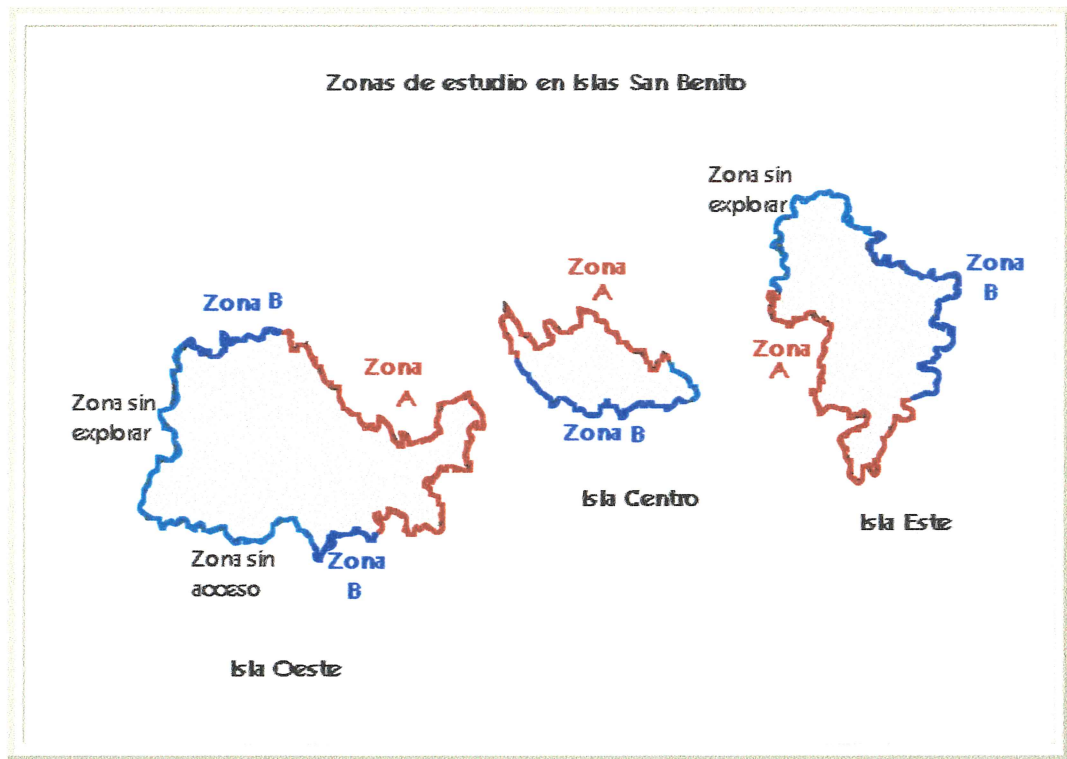 Zonas de estudio en Islas San Benito
Zona sin
explorar
Zona
A
Zona
B
Zona B
Zona
A
Zona
A
Zona sin
explorar
Zona B
Isla Centro
Isla Este
Zona sin
acceso
Zona
B
Isla Oeste